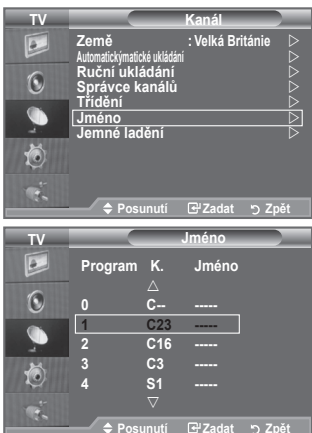 TV Kanál
Země : Velká Británie ▷
Automatickýmatické ukládání ▷
Ruční ukládání ▷
Správce kanálů ▷
Třídění ▷
Jméno ▷
Jemné ladění ▷
Posunutí Zadat Zpět
TV Jméno
Program K. Jméno
△
0 C-- -----
1 C23 -----
2 C16 -----
3 C3 -----
4 S1 -----
▽
Posunutí Zadat Zpět